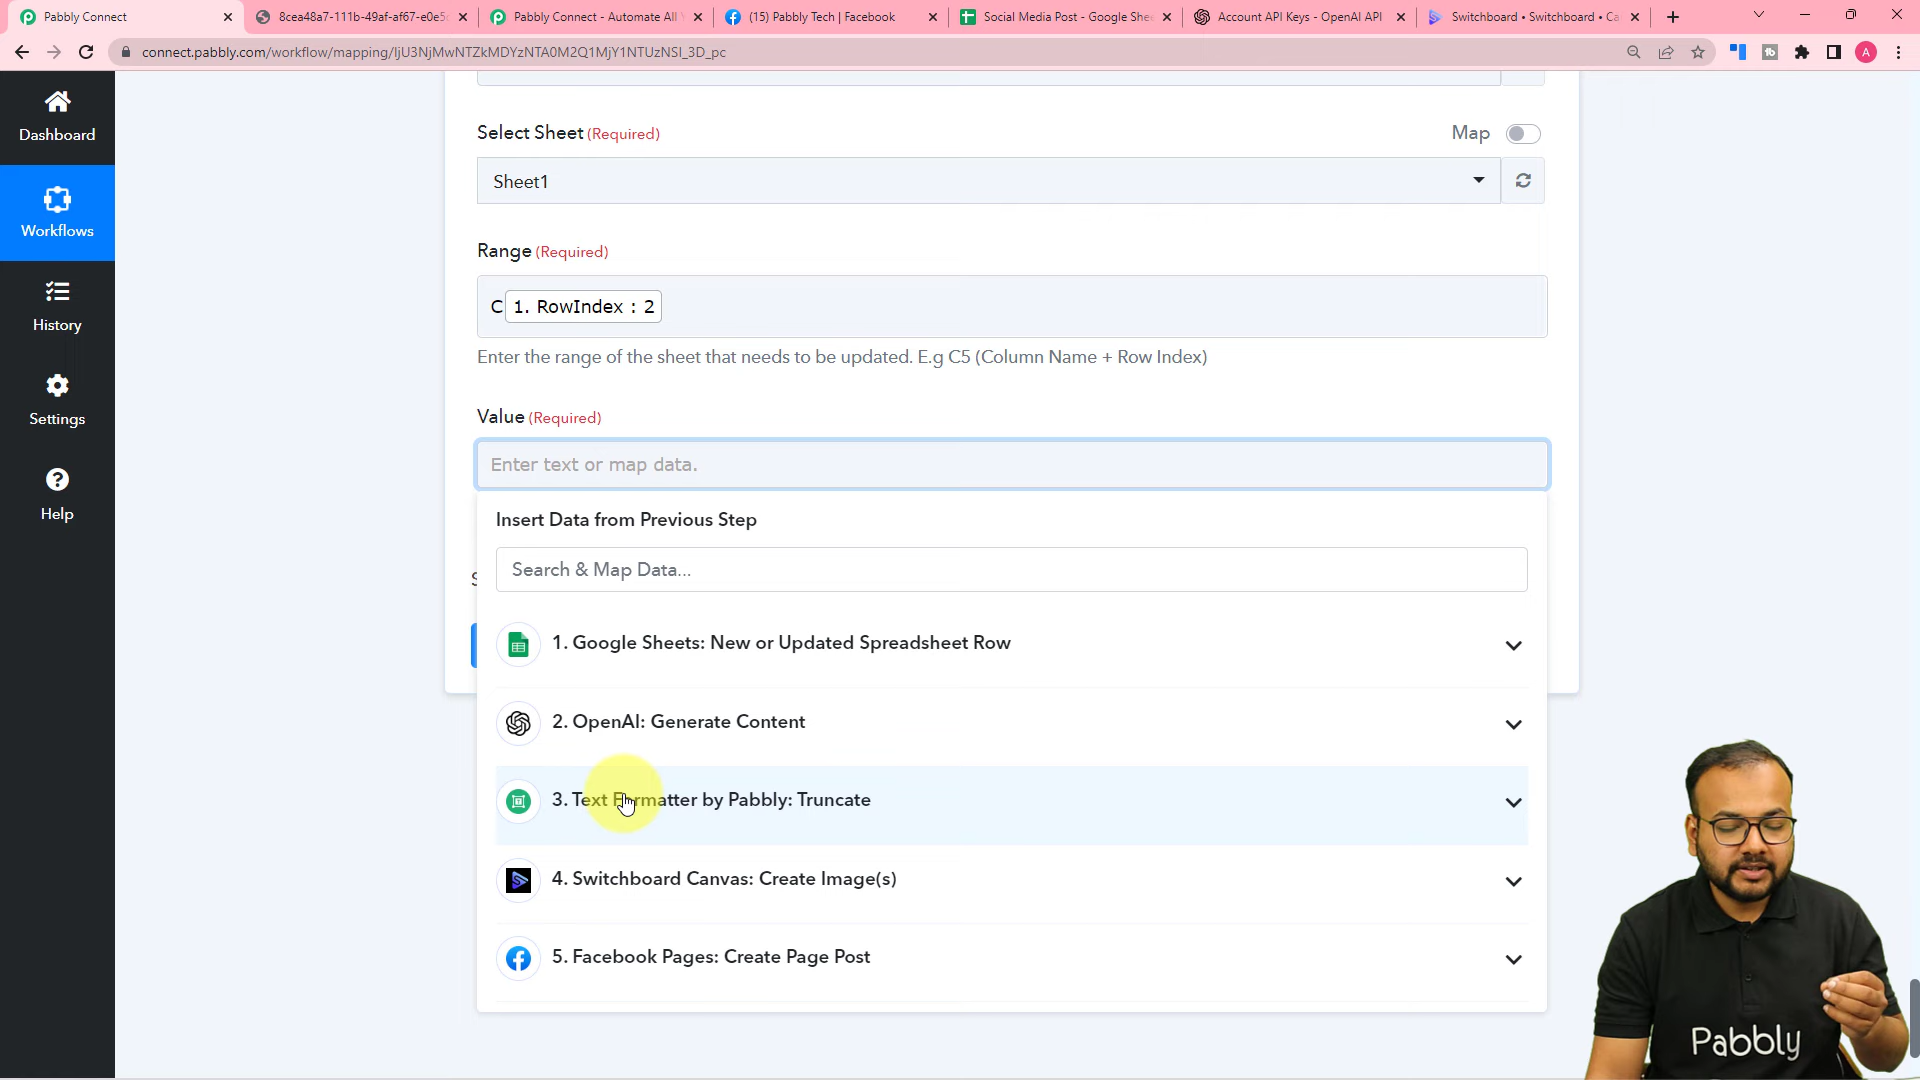 Pabbly Connect
8cea48a7-111b-49af-af67-e0e5
Pabbly Connect - Automate All
(15) Pabbly Tech | Facebook
Social Media Post - Google She
Account API Keys - OpenAI API
Switchboard • Switchboard • Ca
connect.pabbly.com/workflow/mapping/IjU3NjMwNTZkMDYzNTA0M2Q1MjY1NTUzNSI_3D_pc
A
Dashboard
Workflows
History
Settings
Help
Select Sheet (Required)
Map
Sheet1
Range (Required)
C 1. RowIndex : 2
Enter the range of the sheet that needs to be updated. E.g C5 (Column Name + Row Index)
Value (Required)
Enter text or map data.
Insert Data from Previous Step
Search & Map Data...
1. Google Sheets: New or Updated Spreadsheet Row
2. OpenAI: Generate Content
3. Text Formatter by Pabbly: Truncate
4. Switchboard Canvas: Create Image(s)
5. Facebook Pages: Create Page Post
Pabbly